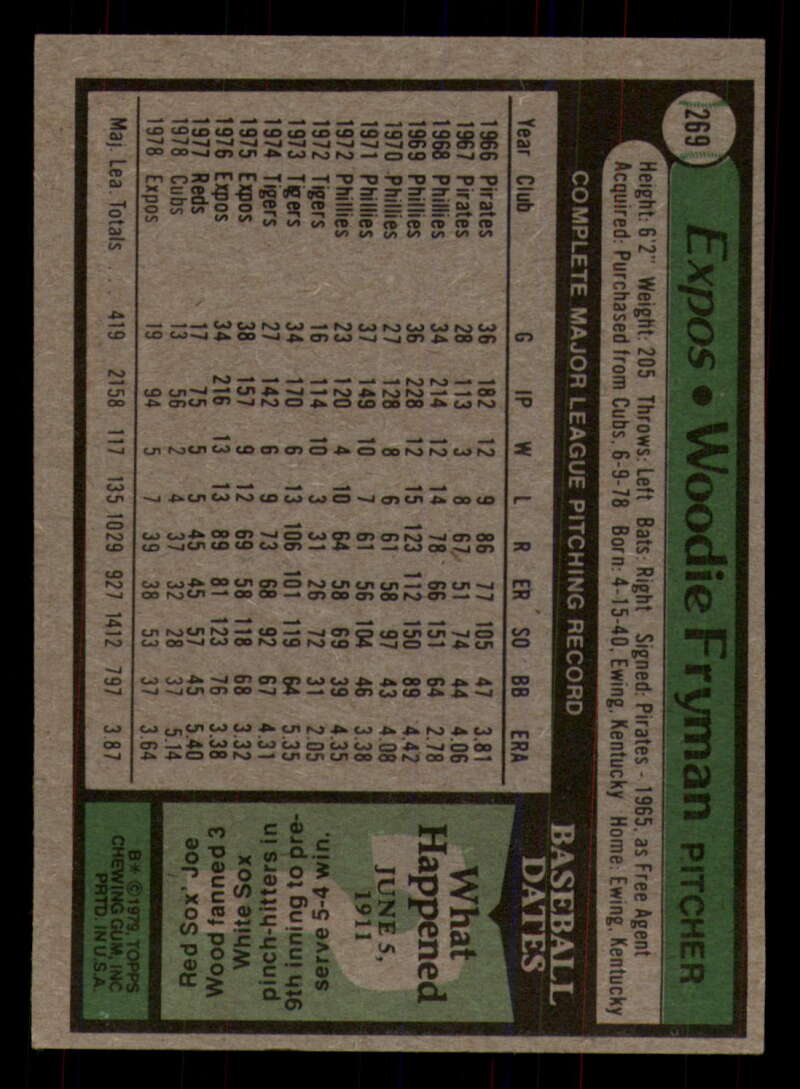 269
Expos • Woodie Fryman PITCHER
Height: 6'2" Weight: 205 Throws: Left Bats: Right Signed: Pirates - 1965, as Free Agent
Acquired: Purchased from Cubs, 6-9-78 Born: 4-15-40, Ewing, Kentucky Home: Ewing, Kentucky
COMPLETE MAJOR LEAGUE PITCHING RECORD
Year Club G IP W L R ER SO BB ERA
1966 Pirates 36 182 12 9 86 77 105 47 3.81
1967 Pirates 28 113 3 8 67 51 74 44 4.06
1968 Phillies 34 214 12 14 78 66 151 64 2.78
1969 Phillies 36 228 12 15 123 112 150 89 4.42
1970 Phillies 27 128 8 6 61 58 97 43 4.08
1971 Phillies 37 149 10 7 61 56 104 46 3.38
1972 Phillies 23 120 4 10 64 58 69 39 4.35
1972 Tigers 16 114 10 3 31 26 72 31 2.05
1973 Tigers 34 170 6 13 106 101 119 64 5.35
1974 Tigers 27 142 6 9 73 68 92 67 4.31
1975 Expos 38 157 9 12 69 58 118 68 3.32
1976 Expos 34 216 13 13 89 81 123 76 3.38
1977 Reds 17 75 5 5 45 45 57 45 5.40
1978 Cubs 13 56 2 4 37 32 28 37 5.14
1978 Expos 19 94 5 7 39 38 53 37 3.64
Maj. Lea. Totals . . . 419 2158 117 135 1029 927 1412 797 3.87
BASEBALL
DATES
What
Happened
JUNE 5,
1911
Red Sox' Joe
Wood fanned 3
White Sox
pinch-hitters in
9th inning to pre-
serve 5-4 win.
B* © 1979, TOPPS
CHEWING GUM, INC
PRTD. IN U.S.A.